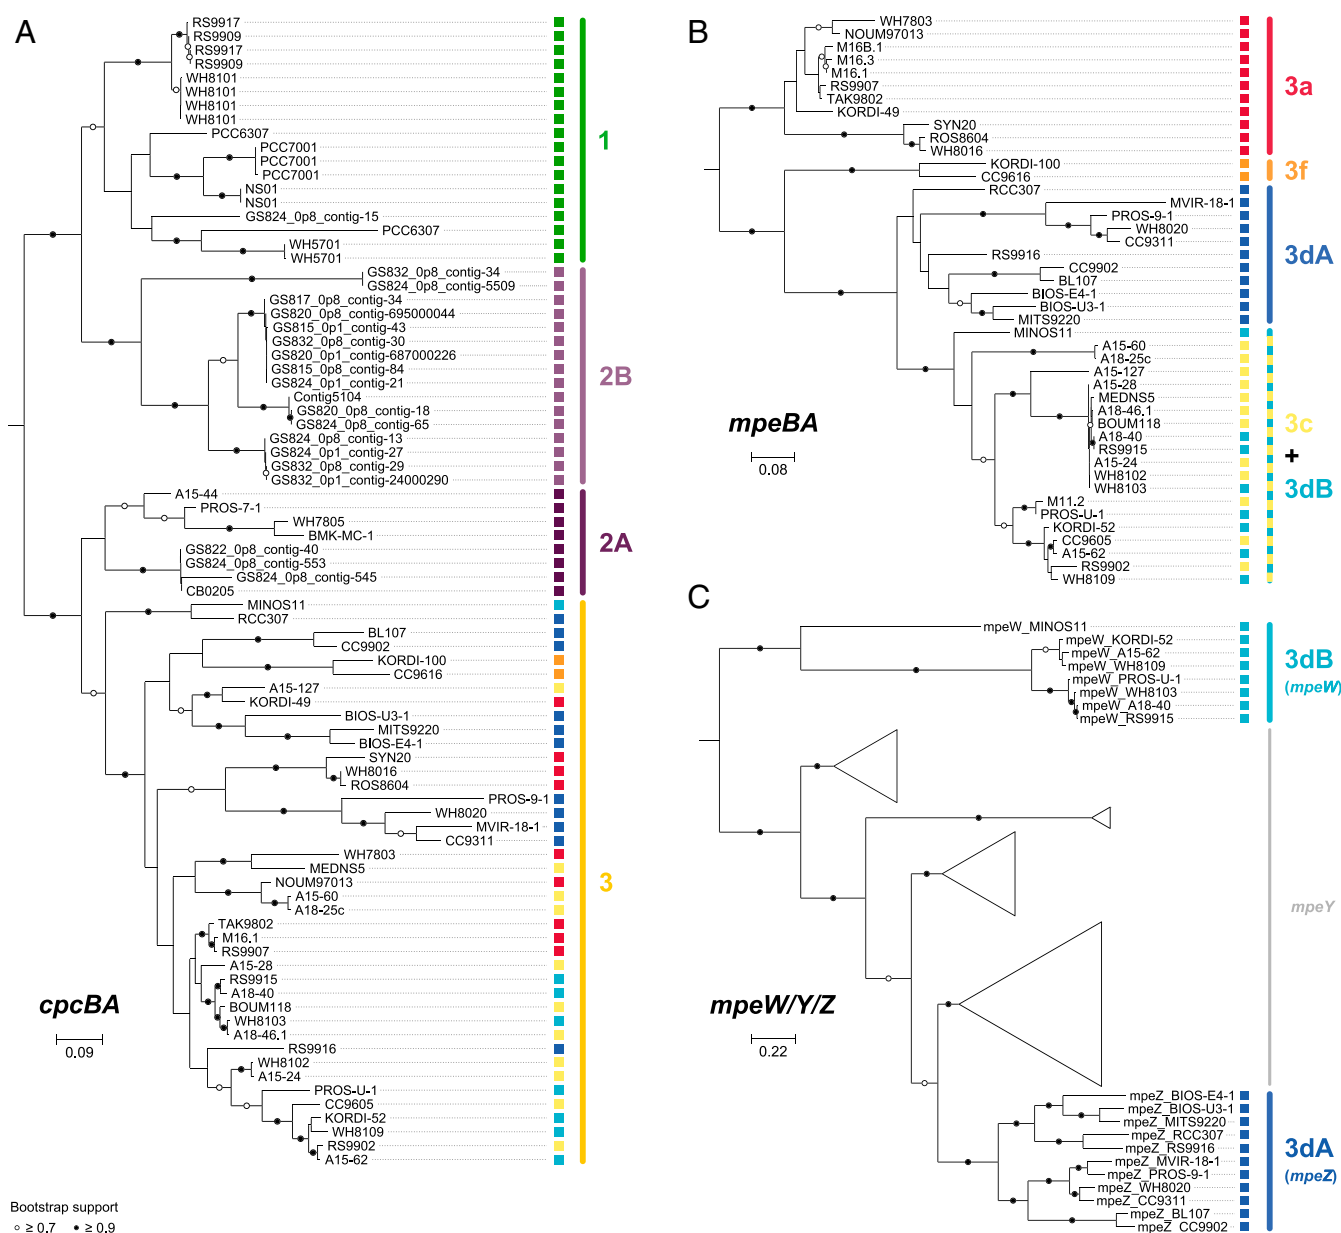 A
RS9917
RS9909
RS9917
RS9909
WH8101
WH8101
WH8101
WH8101
PCC6307
PCC7001
PCC7001
PCC7001
NS01
NS01
GS824_0p8_contig-15
PCC6307
WH5701
WH5701
1
GS832_0p8_contig-34
GS824_0p8_contig-5509
GS817_0p8_contig-34
GS820_0p8_contig-695000044
GS815_0p1_contig-43
GS832_0p8_contig-30
GS820_0p1_contig-687000226
GS815_0p8_contig-84
GS824_0p1_contig-21
Contig5104
GS820_0p8_contig-18
GS824_0p8_contig-65
GS824_0p8_contig-13
GS824_0p1_contig-27
GS832_0p8_contig-29
GS832_0p1_contig-24000290
2B
A15-44
PROS-7-1
WH7805
BMK-MC-1
GS822_0p8_contig-40
GS824_0p8_contig-553
GS824_0p8_contig-545
CB0205
2A
MINOS11
RCC307
BL107
CC9902
KORDI-100
CC9616
A15-127
KORDI-49
BIOS-U3-1
MITS9220
BIOS-E4-1
SYN20
WH8016
ROS8604
PROS-9-1
WH8020
MVIR-18-1
CC9311
WH7803
MEDNS5
NOUM97013
A15-60
A18-25c
TAK9802
M16.1
RS9907
A15-28
RS9915
A18-40
BOUM118
WH8103
A18-46.1
RS9916
WH8102
A15-24
PROS-U-1
CC9605
KORDI-52
WH8109
RS9902
A15-62
3
cpcBA
0.09
Bootstrap support
≥ 0.7 ≥ 0.9
B
WH7803
NOUM97013
M16B.1
M16.3
M16.1
RS9907
TAK9802
KORDI-49
SYN20
ROS8604
WH8016
3a
KORDI-100
CC9616
3f
RCC307
MVIR-18-1
PROS-9-1
WH8020
CC9311
RS9916
CC9902
BL107
BIOS-E4-1
BIOS-U3-1
MITS9220
3dA
MINOS11
A15-60
A18-25c
A15-127
A15-28
MEDNS5
A18-46.1
BOUM118
A18-40
RS9915
A15-24
WH8102
WH8103
M11.2
PROS-U-1
KORDI-52
CC9605
A15-62
RS9902
WH8109
3c
+
3dB
mpeBA
0.08
C
mpeW_MINOS11
mpeW_KORDI-52
mpeW_A15-62
mpeW_WH8109
mpeW_PROS-U-1
mpeW_WH8103
mpeW_A18-40
mpeW_RS9915
3dB
(mpeW)
mpeY
mpeW/Y/Z
0.22
mpeZ_BIOS-E4-1
mpeZ_BIOS-U3-1
mpeZ_MITS9220
mpeZ_RCC307
mpeZ_RS9916
mpeZ_MVIR-18-1
mpeZ_PROS-9-1
mpeZ_WH8020
mpeZ_CC9311
mpeZ_BL107
mpeZ_CC9902
3dA
(mpeZ)